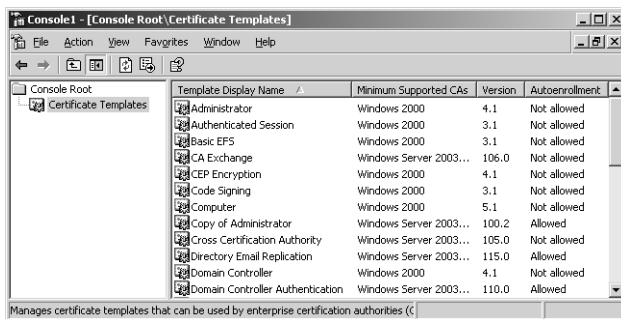 Console1 - [Console Root\Certificate Templates]
File Action View Favorites Window Help
Console Root
Certificate Templates
Template Display Name Minimum Supported CAs Version Autoenrollment
Administrator Windows 2000 4.1 Not allowed
Authenticated Session Windows 2000 3.1 Not allowed
Basic EFS Windows 2000 3.1 Not allowed
CA Exchange Windows Server 2003... 106.0 Not allowed
CEP Encryption Windows 2000 4.1 Not allowed
Code Signing Windows 2000 3.1 Not allowed
Computer Windows 2000 5.1 Not allowed
Copy of Administrator Windows Server 2003... 100.2 Allowed
Cross Certification Authority Windows Server 2003... 105.0 Not allowed
Directory Email Replication Windows Server 2003... 115.0 Allowed
Domain Controller Windows 2000 4.1 Not allowed
Domain Controller Authentication Windows Server 2003... 110.0 Allowed
Manages certificate templates that can be used by enterprise certification authorities (C